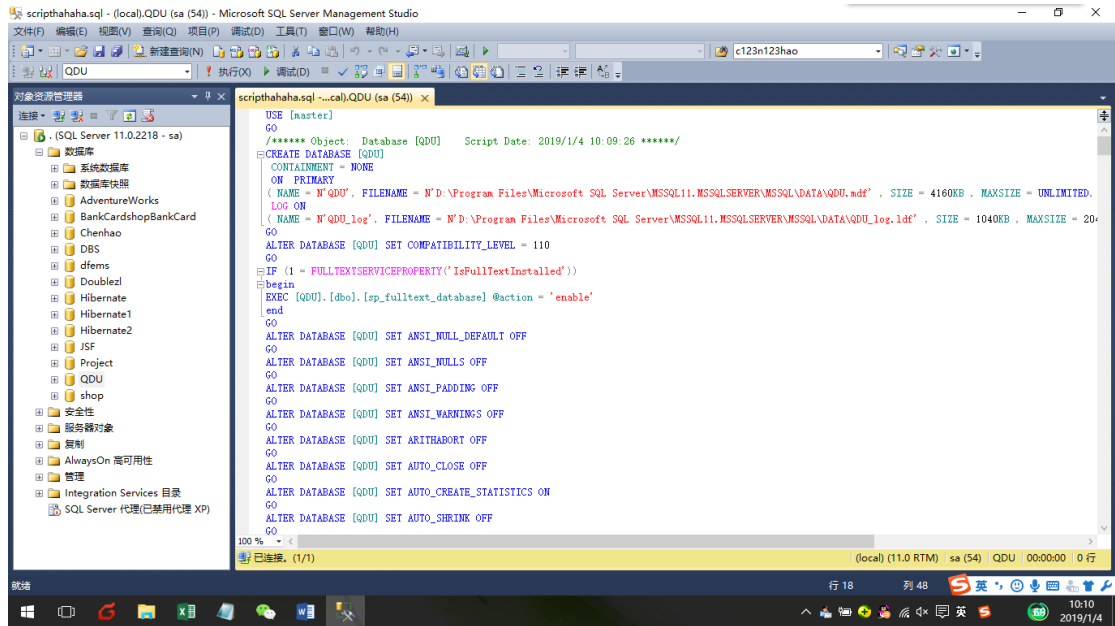 scripthahaha.sql - (local).QDU (sa (54)) - Microsoft SQL Server Management Studio
文件(F) 编辑(E) 视图(V) 查询(Q) 项目(P) 调试(D) 工具(T) 窗口(W) 帮助(H)
新建查询(N) c123n123hao
QDU 执行(X) 调试(D)
对象资源管理器
连接
. (SQL Server 11.0.2218 - sa)
数据库
系统数据库
数据库快照
AdventureWorks
BankCardshopBankCard
Chenhao
DBS
dfems
Doublezl
Hibernate
Hibernate1
Hibernate2
JSF
Project
QDU
shop
安全性
服务器对象
复制
AlwaysOn 高可用性
管理
Integration Services 目录
SQL Server 代理(已禁用代理 XP)
scripthahaha.sql -...cal).QDU (sa (54))
USE [master]
GO
/****** Object: Database [QDU] Script Date: 2019/1/4 10:09:26 ******/
CREATE DATABASE [QDU]
CONTAINMENT = NONE
ON PRIMARY
( NAME = N'QDU', FILENAME = N'D:\Program Files\Microsoft SQL Server\MSSQL11.MSSQLSERVER\MSSQL\DATA\QDU.mdf' , SIZE = 4160KB , MAXSIZE = UNLIMITED,
LOG ON
( NAME = N'QDU_log', FILENAME = N'D:\Program Files\Microsoft SQL Server\MSSQL11.MSSQLSERVER\MSSQL\DATA\QDU_log.ldf' , SIZE = 1040KB , MAXSIZE = 204
GO
ALTER DATABASE [QDU] SET COMPATIBILITY_LEVEL = 110
GO
IF (1 = FULLTEXTSERVICEPROPERTY('IsFullTextInstalled'))
begin
EXEC [QDU].[dbo].[sp_fulltext_database] @action = 'enable'
end
GO
ALTER DATABASE [QDU] SET ANSI_NULL_DEFAULT OFF
GO
ALTER DATABASE [QDU] SET ANSI_NULLS OFF
GO
ALTER DATABASE [QDU] SET ANSI_PADDING OFF
GO
ALTER DATABASE [QDU] SET ANSI_WARNINGS OFF
GO
ALTER DATABASE [QDU] SET ARITHABORT OFF
GO
ALTER DATABASE [QDU] SET AUTO_CLOSE OFF
GO
ALTER DATABASE [QDU] SET AUTO_CREATE_STATISTICS ON
GO
ALTER DATABASE [QDU] SET AUTO_SHRINK OFF
GO
100 %
已连接。(1/1) (local) (11.0 RTM) sa (54) QDU 00:00:00 0 行
就绪 行 18 列 48 英
英 69 10:10
2019/1/4